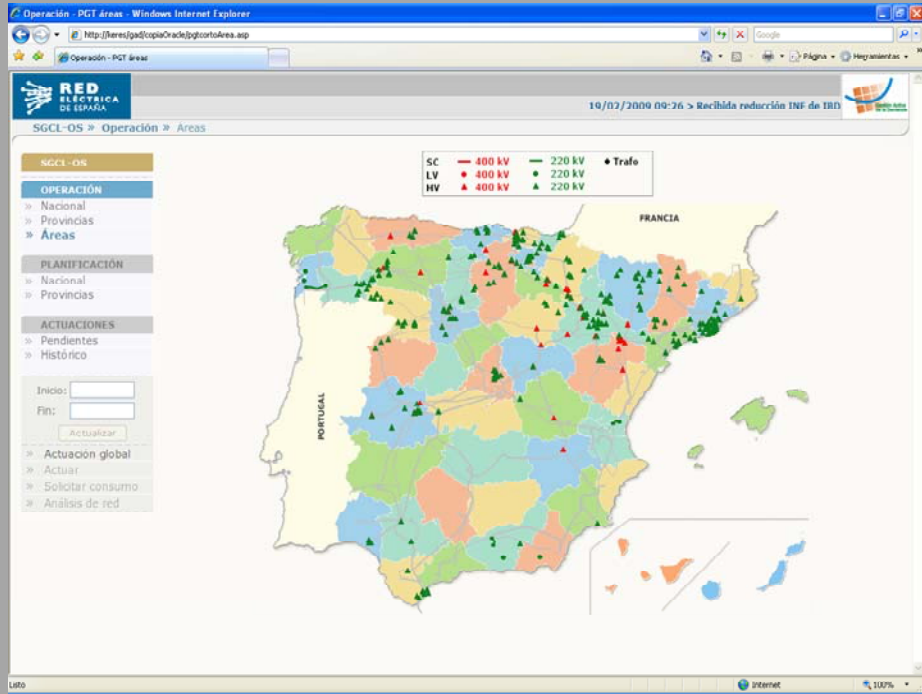 Operación - PGT áreas - Windows Internet Explorer
http://keres/gad/copiaOracle/pgtcortoArea.asp
Google
Operación - PGT áreas
Página
Herramientas
RED
ELÉCTRICA
DE ESPAÑA
19/02/2009 09:26 > Recibida reducción INF de IBD
SGCL-OS » Operación » Areas
SGCL-OS
OPERACIÓN
» Nacional
» Provincias
» Áreas
PLANIFICACIÓN
» Nacional
» Provincias
ACTUACIONES
» Pendientes
» Histórico
Inicio:
Fin:
Actualizar
» Actuación global
» Actuar
» Solicitar consumo
» Análisis de red
SC 400 kV 220 kV Trafo
LV 400 kV 220 kV
HV 400 kV 220 kV
FRANCIA
PORTUGAL
Listo
Internet
100%